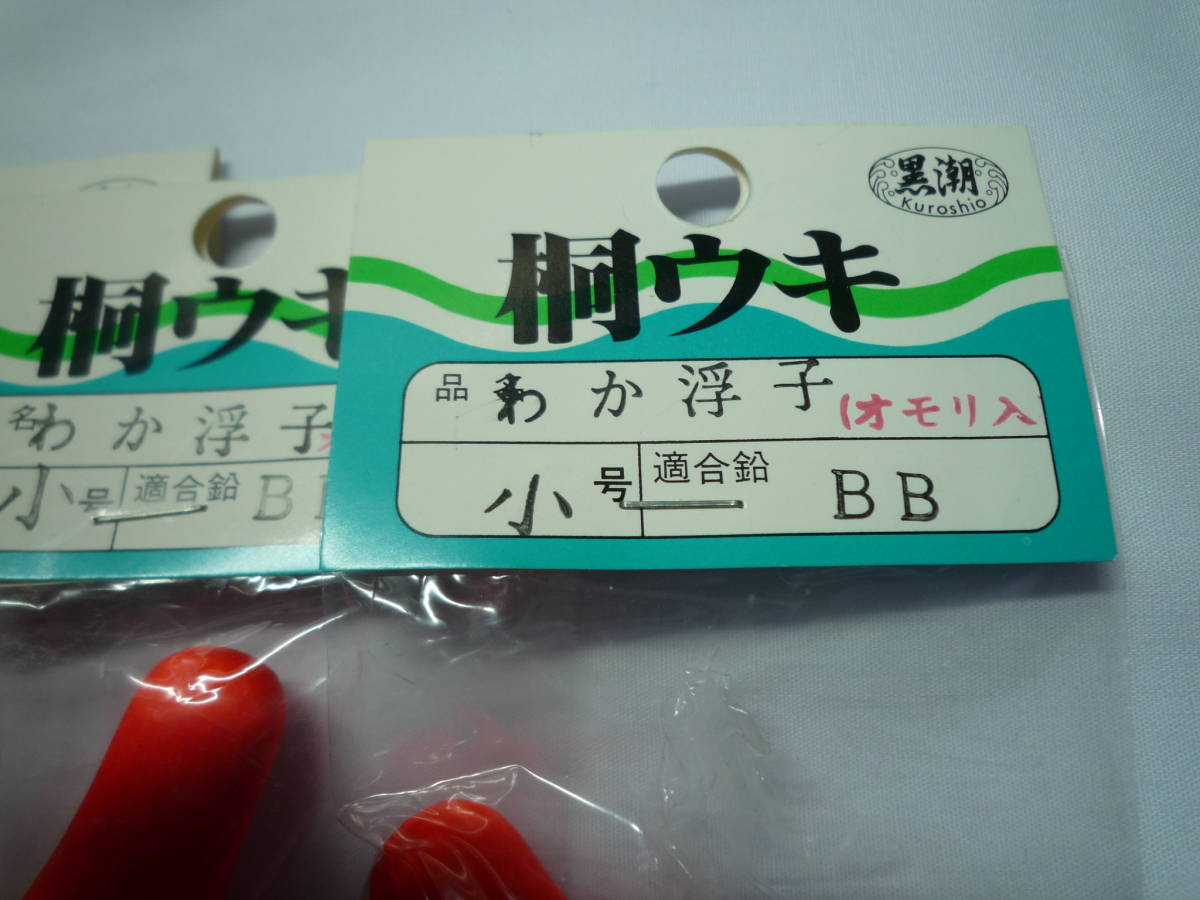 黒潮
Kuroshio
桐ウキ
品名 わか浮子 (オモリ入
小号 適合鉛 BB
桐ウキ
名 わか浮子
小号 適合鉛 B